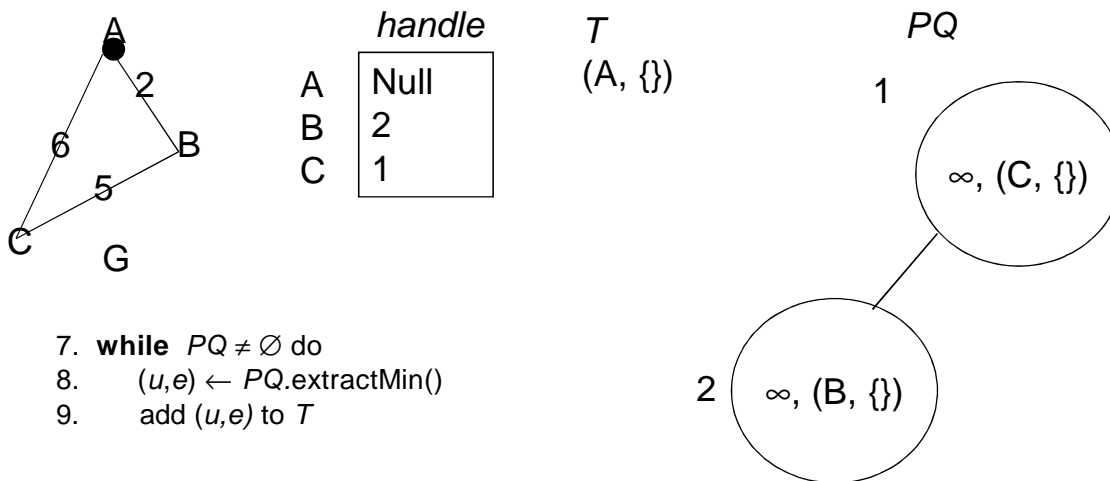 A
2
6
B
5
C
G
handle
A Null
B 2
C 1
T
(A, {})
PQ
1
∞, (C, {})
2
∞, (B, {})
7. while PQ ≠ ∅ do
8. (u,e) ← PQ.extractMin()
9. add (u,e) to T